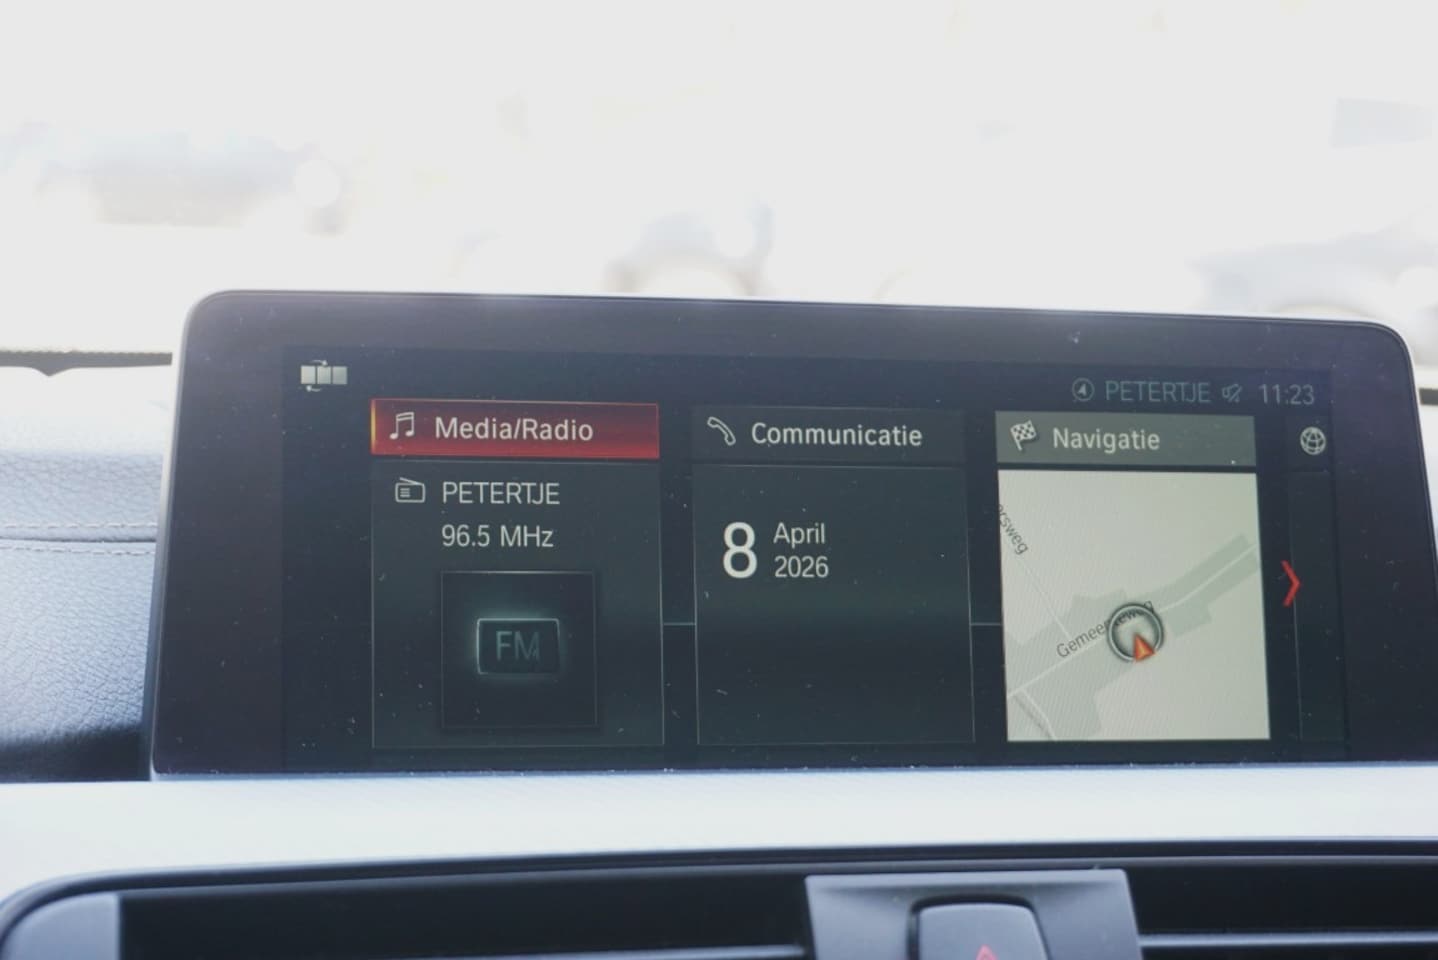 PETERTJE 11:23
Media/Radio
Communicatie
Navigatie
PETERTJE
96.5 MHz
FM
8 April
2026